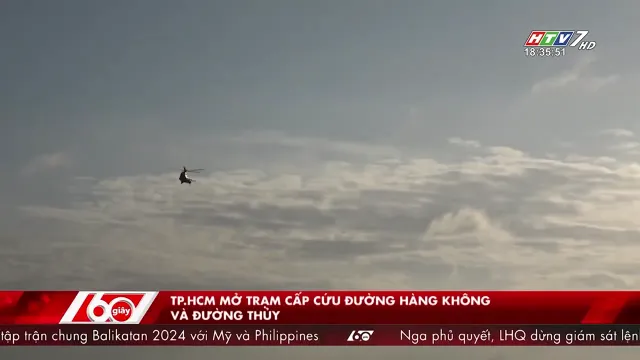 HTV7 HD
18:35:51
TP.HCM MỞ TRẠM CẤP CỨU ĐƯỜNG HÀNG KHÔNG
VÀ ĐƯỜNG THỦY
60 giây
tập trận chung Balikatan 2024 với Mỹ và Philippines 60 Nga phủ quyết, LHQ dừng giám sát lện